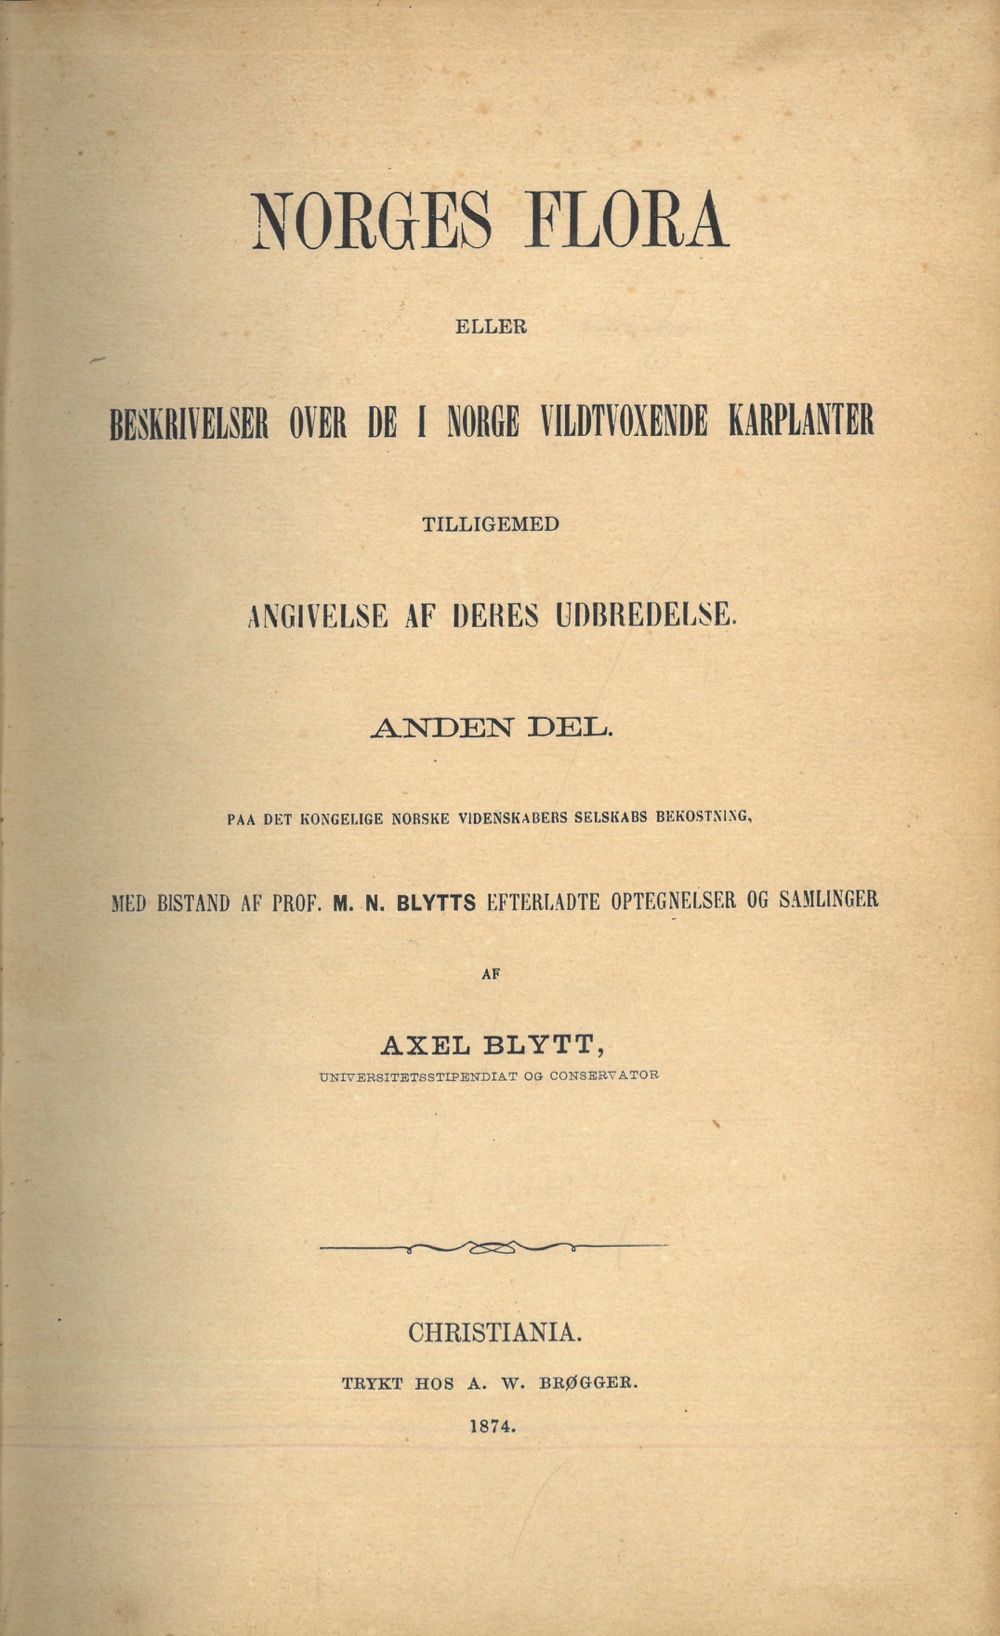 NORGES FLORA
ELLER
BESKRIVELSER OVER DE I NORGE VILDTVOXENDE KARPLANTER
TILLIGEMED
ANGIVELSE AF DERES UDBREDELSE.
ANDEN DEL.
PAA DET KONGELIGE NORSKE VIDENSKABERS SELSKABS BEKOSTNING,
MED BISTAND AF PROF. M. N. BLYTTS EFTERLADTE OPTEGNELSER OG SAMLINGER
AF
AXEL BLYTT,
UNIVERSITETSSTIPENDIAT OG CONSERVATOR
CHRISTIANIA.
TRYKT HOS A. W. BRØGGER.
1874.